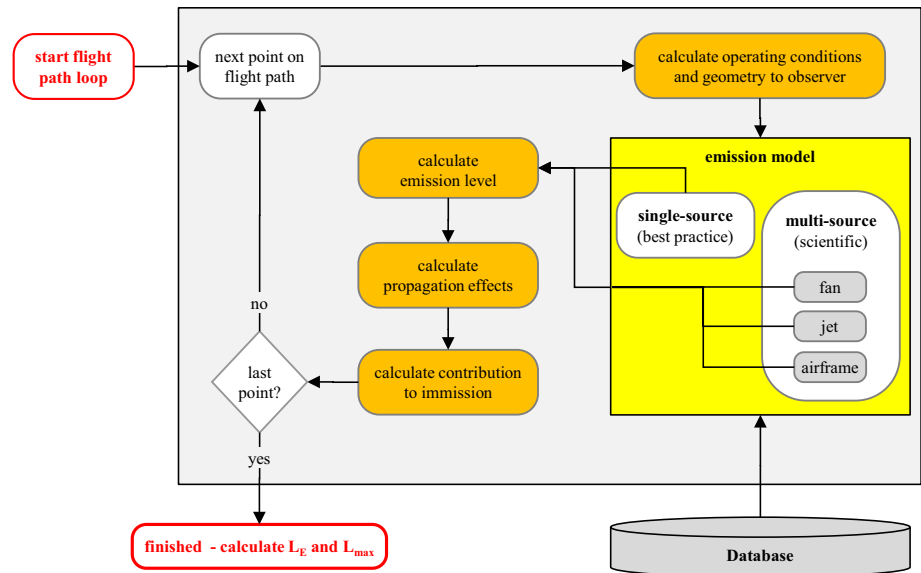 start flight
path loop
next point on
flight path
calculate operating conditions
and geometry to observer
emission model
calculate
emission level
single-source
(best practice)
multi-source
(scientific)
calculate
propagation effects
fan
jet
airframe
no
last
point?
calculate contribution
to immission
yes
finished - calculate L_E and L_max
Database